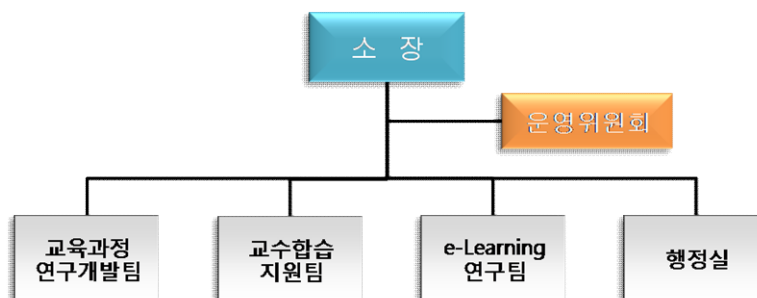 소 장
운영위원회
교육과정
연구개발팀
교수합습
지원팀
e-Learning
연구팀
행정실